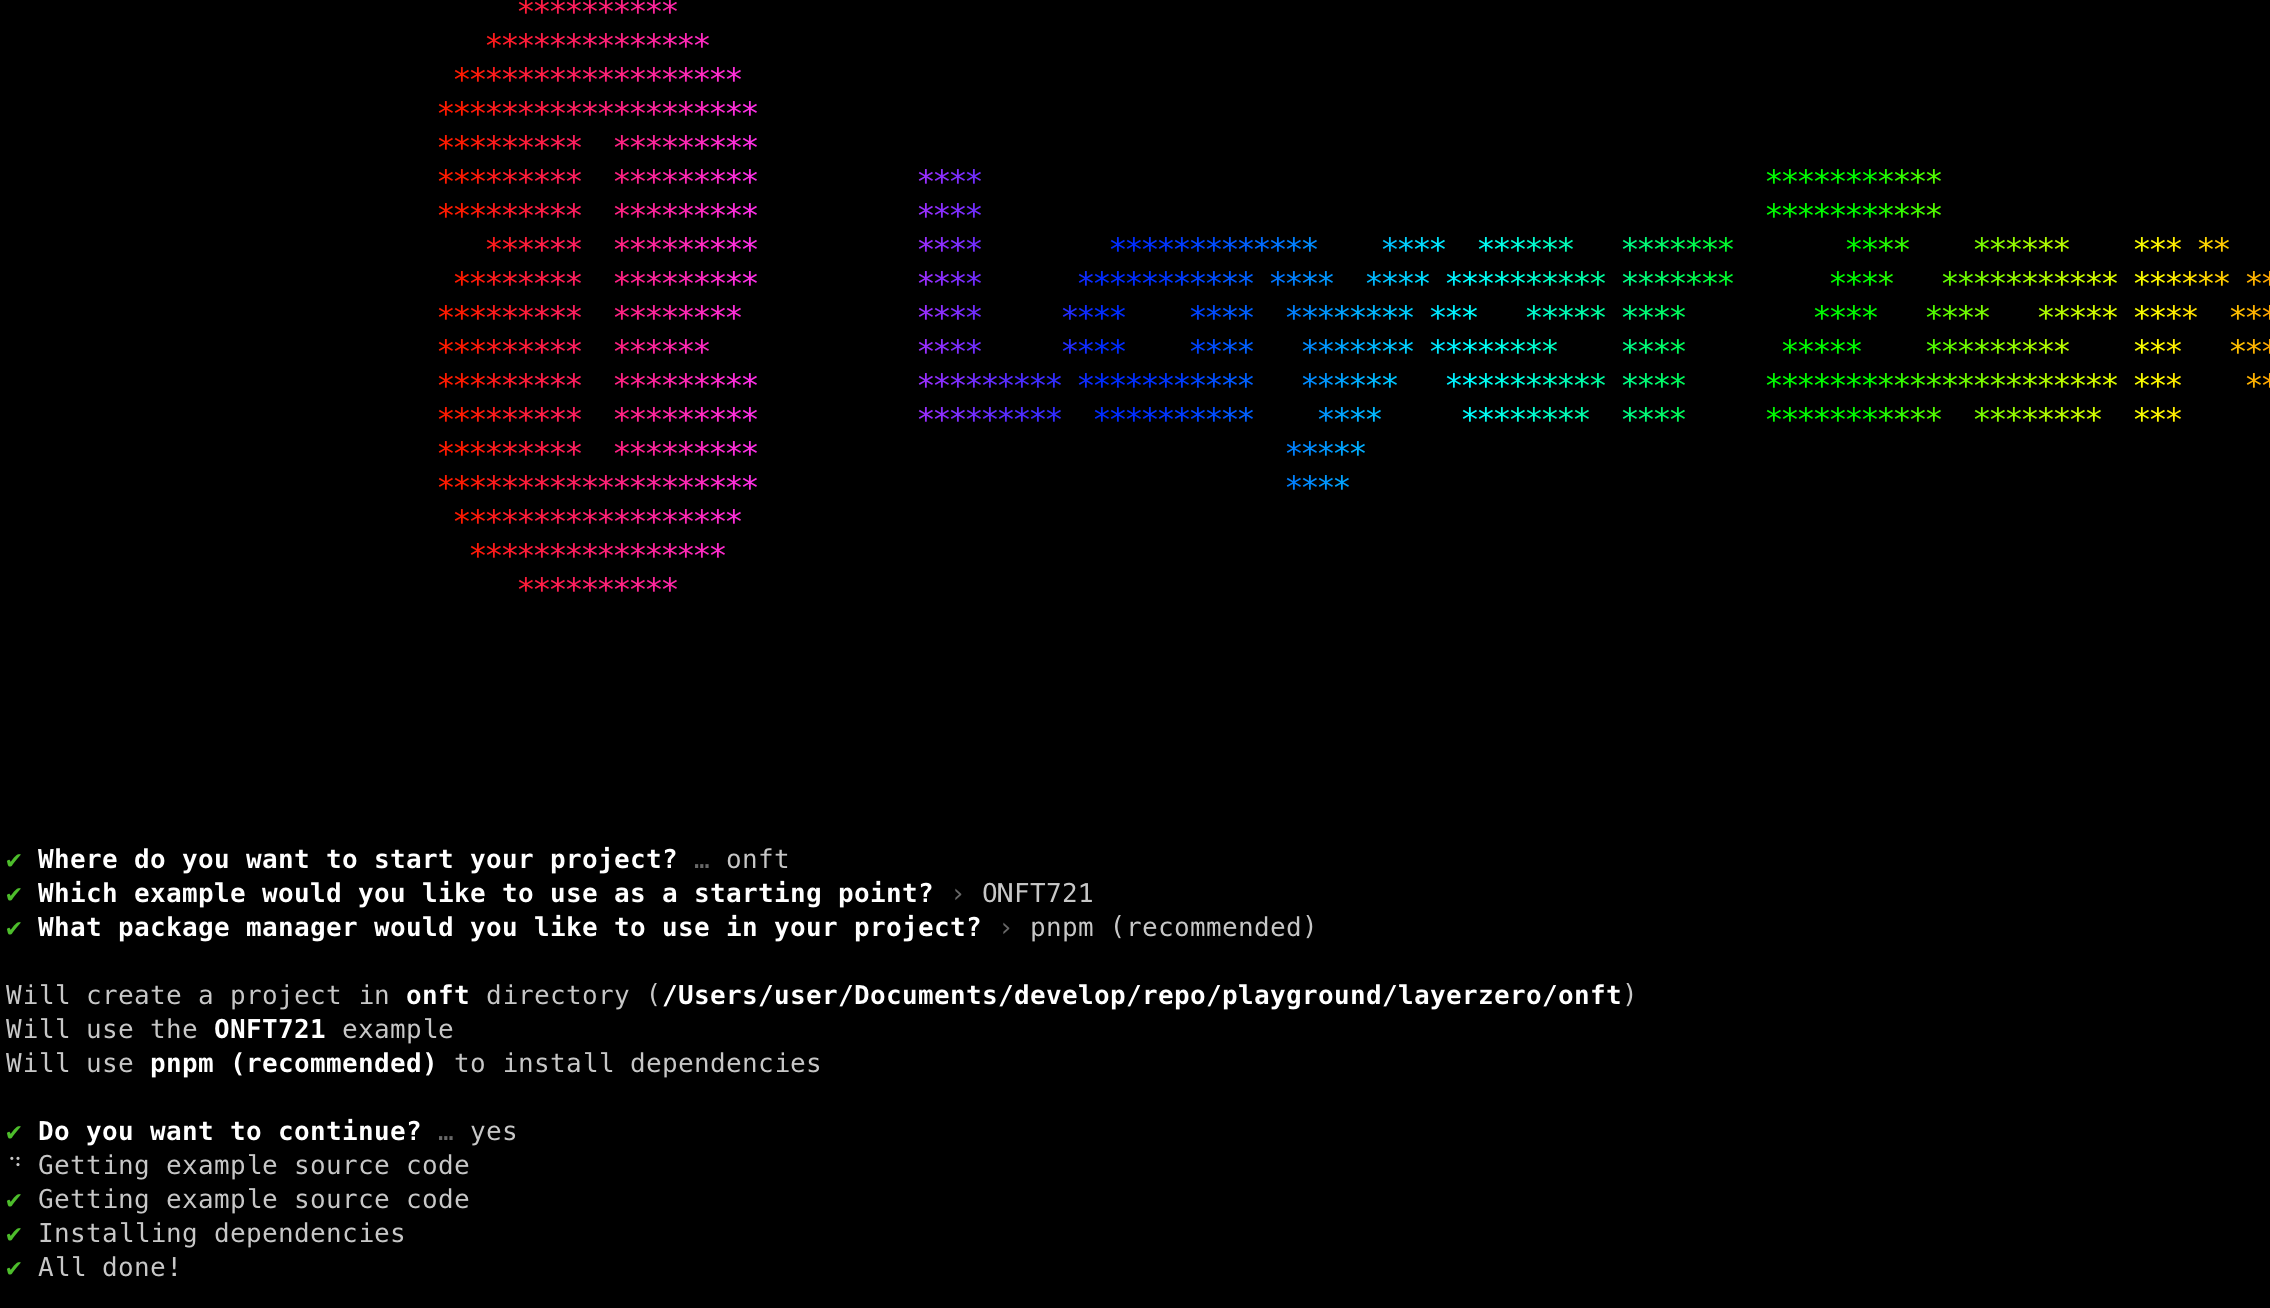 ✔ Where do you want to start your project? … onft
✔ Which example would you like to use as a starting point? › ONFT721
✔ What package manager would you like to use in your project? › pnpm (recommended)
Will create a project in onft directory (/Users/user/Documents/develop/repo/playground/layerzero/onft)
Will use the ONFT721 example
Will use pnpm (recommended) to install dependencies
✔ Do you want to continue? … yes
⠙ Getting example source code
✔ Getting example source code
✔ Installing dependencies
✔ All done!